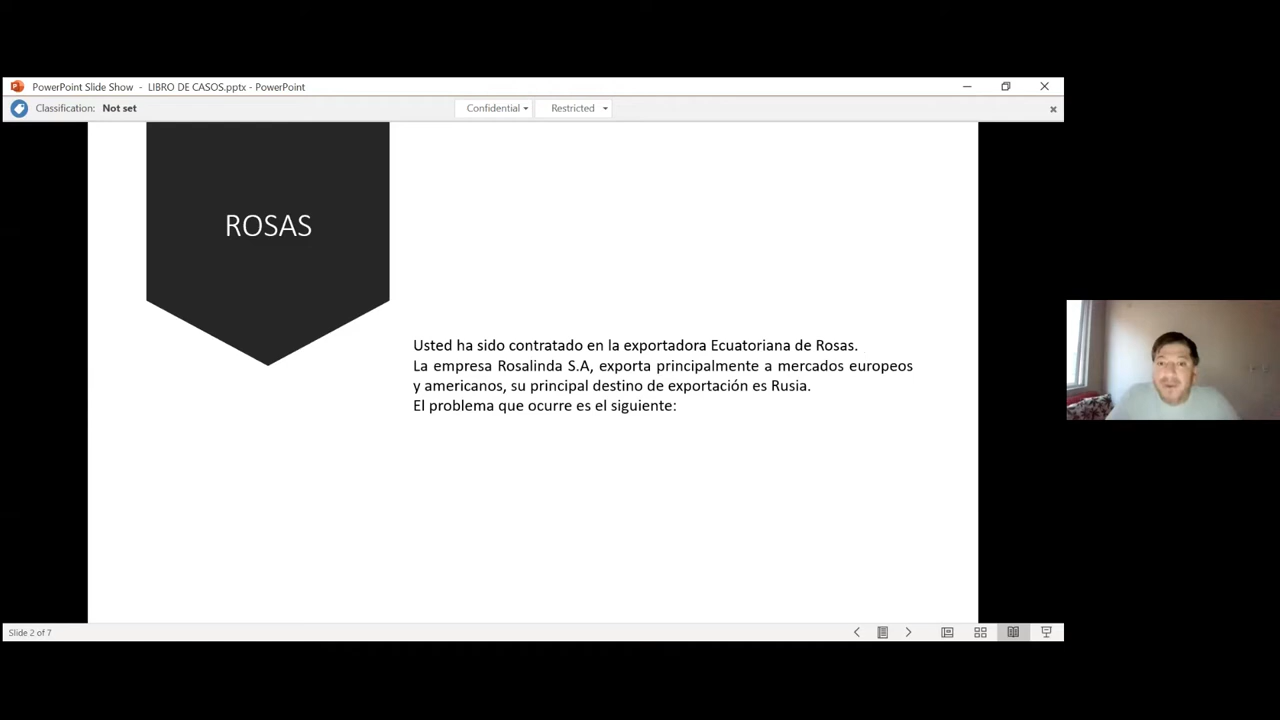 PowerPoint Slide Show - LIBRO DE CASOS.pptx - PowerPoint
Classification: Not set Confidential Restricted
ROSAS
Usted ha sido contratado en la exportadora Ecuatoriana de Rosas.
La empresa Rosalinda S.A, exporta principalmente a mercados europeos
y americanos, su principal destino de exportación es Rusia.
El problema que ocurre es el siguiente:
Slide 2 of 7